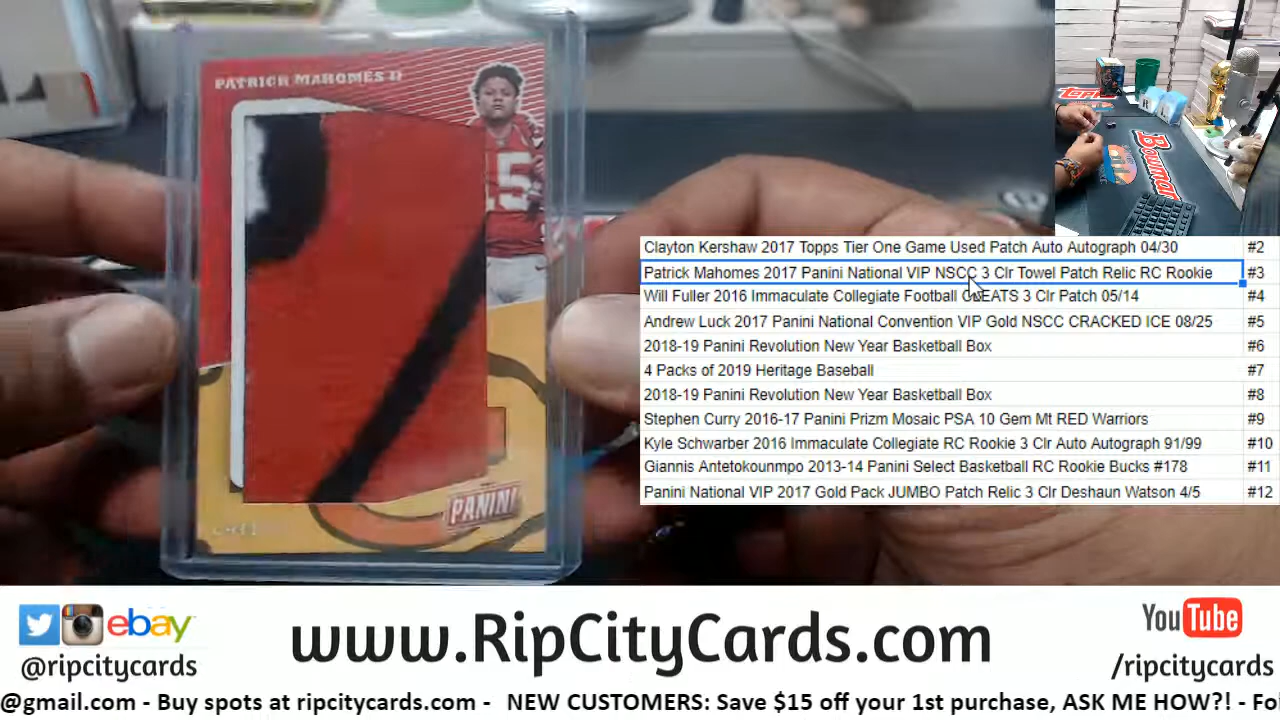 PATRICK MAHOMES II
15
PANINI
Bowman
Clayton Kershaw 2017 Topps Tier One Game Used Patch Auto Autograph 04/30 #2
Patrick Mahomes 2017 Panini National VIP NSCC 3 Clr Towel Patch Relic RC Rookie #3
Will Fuller 2016 Immaculate Collegiate Football CLEATS 3 Clr Patch 05/14 #4
Andrew Luck 2017 Panini National Convention VIP Gold NSCC CRACKED ICE 08/25 #5
2018-19 Panini Revolution New Year Basketball Box #6
4 Packs of 2019 Heritage Baseball #7
2018-19 Panini Revolution New Year Basketball Box #8
Stephen Curry 2016-17 Panini Prizm Mosaic PSA 10 Gem Mt RED Warriors #9
Kyle Schwarber 2016 Immaculate Collegiate RC Rookie 3 Clr Auto Autograph 91/99 #10
Giannis Antetokounmpo 2013-14 Panini Select Basketball RC Rookie Bucks #178 #11
Panini National VIP 2017 Gold Pack JUMBO Patch Relic 3 Clr Deshaun Watson 4/5 #12
ebay
@ripcitycards
www.RipCityCards.com
YouTube
/ripcitycards
@gmail.com - Buy spots at ripcitycards.com - NEW CUSTOMERS: Save $15 off your 1st purchase, ASK ME HOW?! - Fo